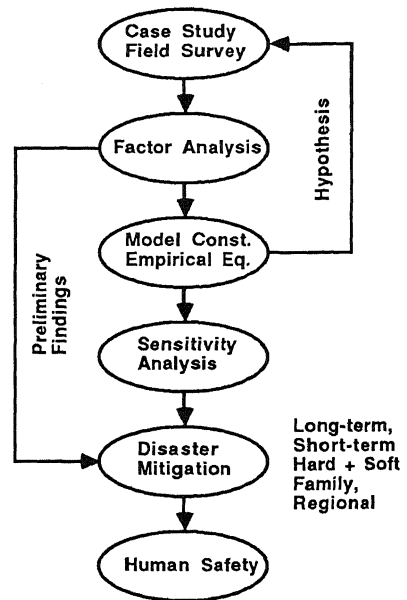 Case Study
Field Survey
Factor Analysis
Hypothesis
Model Const.
Empirical Eq.
Preliminary
Findings
Sensitivity
Analysis
Disaster
Mitigation
Long-term,
Short-term
Hard + Soft
Family,
Regional
Human Safety